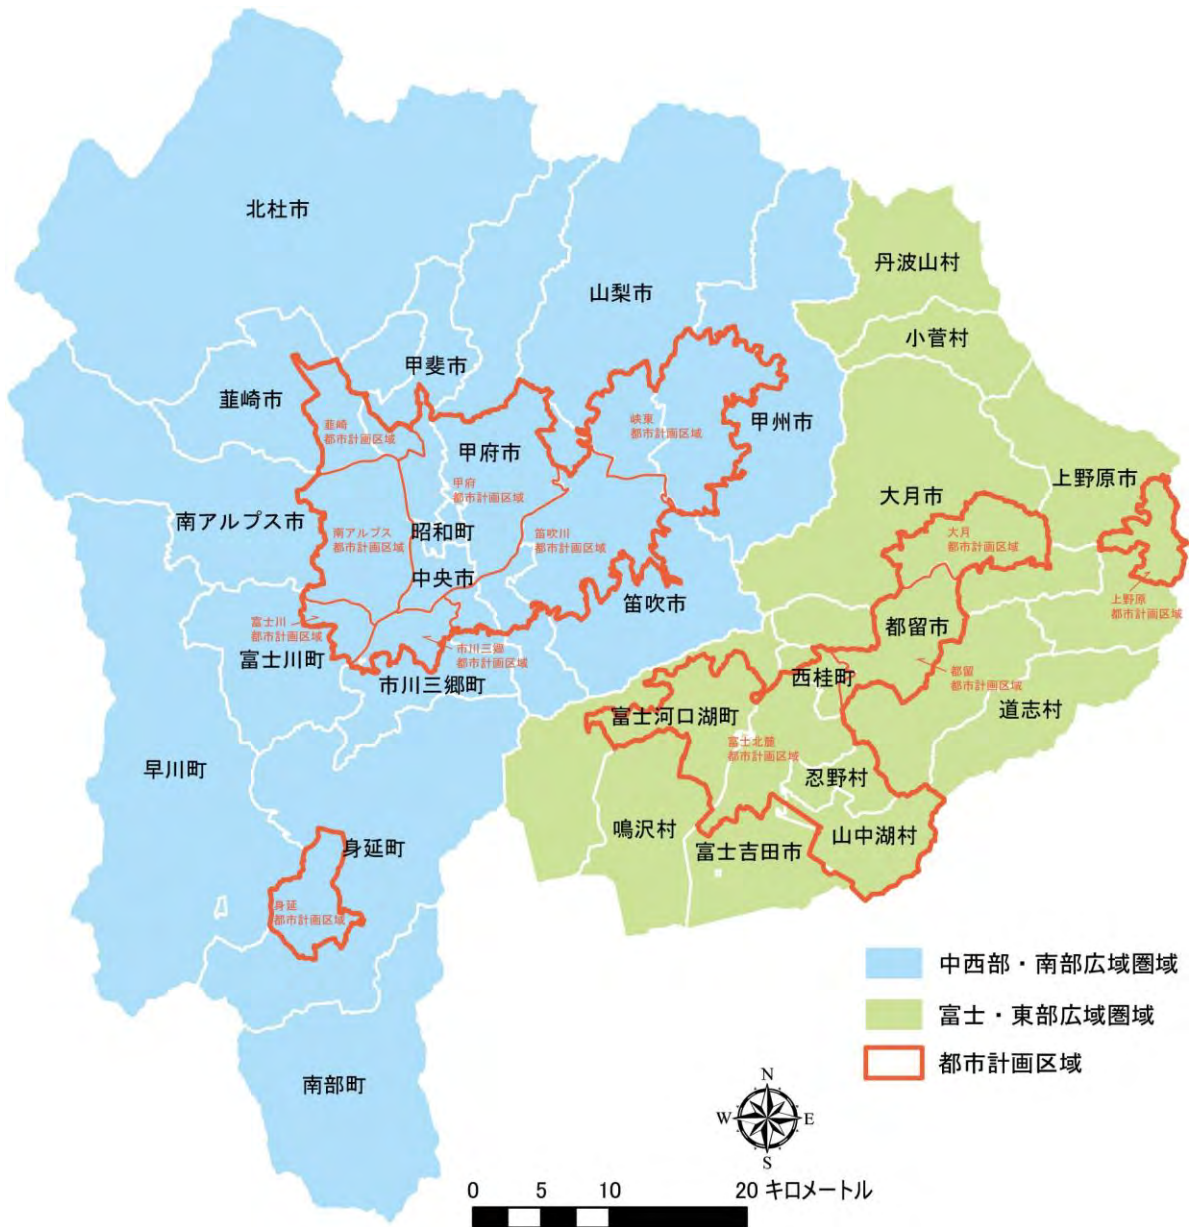 北杜市
丹波山村
山梨市
小菅村
甲斐市
韮崎市
甲州市
韮崎
都市計画区域
峡東
都市計画区域
甲府市
上野原市
甲府
都市計画区域
大月市
南アルプス市
南アルプス
都市計画区域
昭和町
笛吹川
都市計画区域
大月
都市計画区域
中央市
笛吹市
上野原
都市計画区域
富士川
都市計画区域
都留市
富士川町
市川三郷
都市計画区域
市川三郷町
西桂町
都留
都市計画区域
道志村
富士河口湖町
富士北麓
都市計画区域
早川町
忍野村
鳴沢村
山中湖村
身延町
富士吉田市
身延
都市計画区域
中西部・南部広域圏域
富士・東部広域圏域
都市計画区域
南部町
N
W
E
S
0 5 10 20 キロメートル